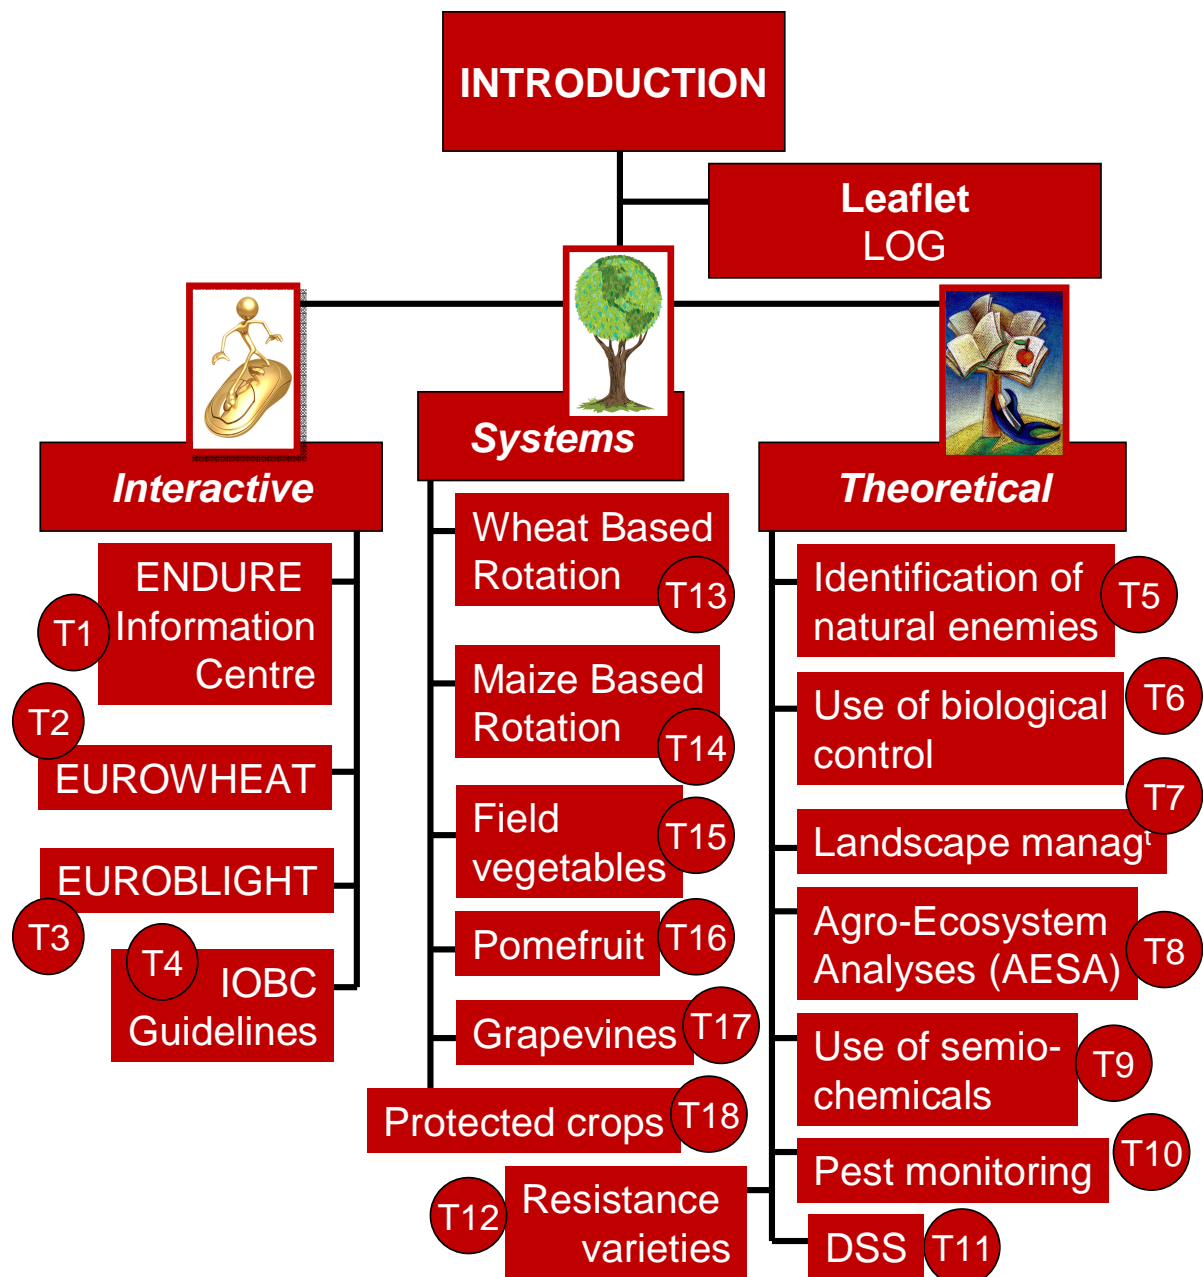 INTRODUCTION
Leaflet
LOG
Interactive
ENDURE
Information
Centre
T1
T2
EUROWHEAT
EUROBLIGHT
T3
T4
IOBC
Guidelines
Systems
Wheat Based
Rotation
T13
Maize Based
Rotation
T14
Field
vegetables
T15
Pomefruit
T16
Grapevines
T17
Protected crops
T18
Theoretical
Identification of
natural enemies
T5
Use of biological
control
T6
T7
Landscape managᵗ
Agro-Ecosystem
Analyses (AESA)
T8
Use of semio-
chemicals
T9
Pest monitoring
T10
DSS
T11
Resistance
varieties
T12